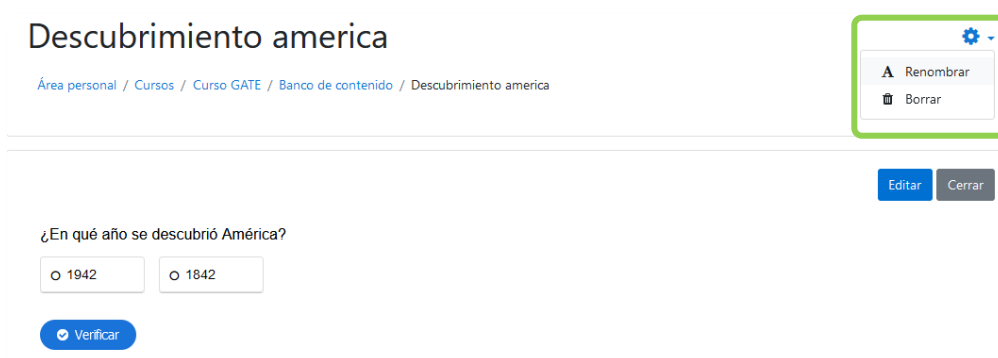 Descubrimiento america
Área personal / Cursos / Curso GATE / Banco de contenido / Descubrimiento america
Renombrar
Borrar
Editar Cerrar
¿En qué año se descubrió América?
1942 1842
Verificar